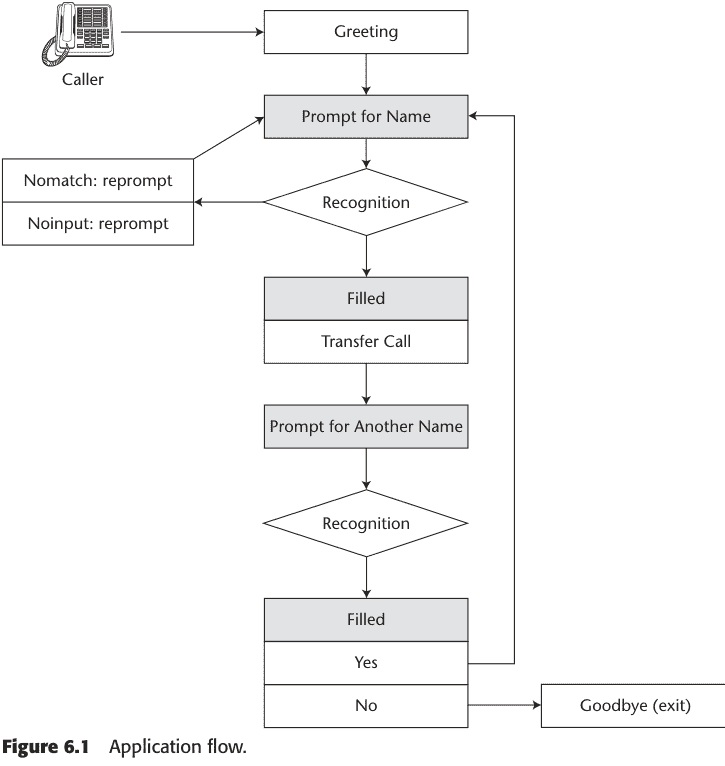 Greeting
Caller
Prompt for Name
Nomatch: reprompt
Recognition
Noinput: reprompt
Filled
Transfer Call
Prompt for Another Name
Recognition
Filled
Yes
No
Goodbye (exit)
Figure 6.1 Application flow.